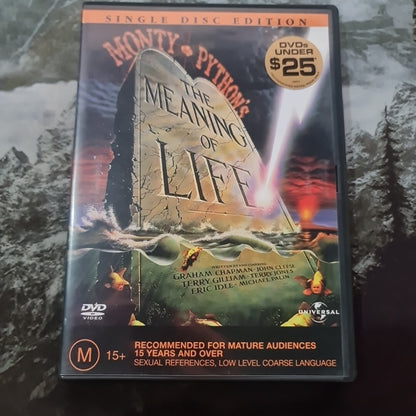 SINGLE DISC EDITION
MONTY PYTHON'S
DVDs
UNDER
$25
THE
MEANING
OF
LIFE
GRAHAM CHAPMAN · JOHN CLEESE
TERRY GILLIAM · TERRY JONES
ERIC IDLE · MICHAEL PALIN
DVD
VIDEO
UNIVERSAL
M 15+
RECOMMENDED FOR MATURE AUDIENCES
15 YEARS AND OVER
SEXUAL REFERENCES, LOW LEVEL COARSE LANGUAGE